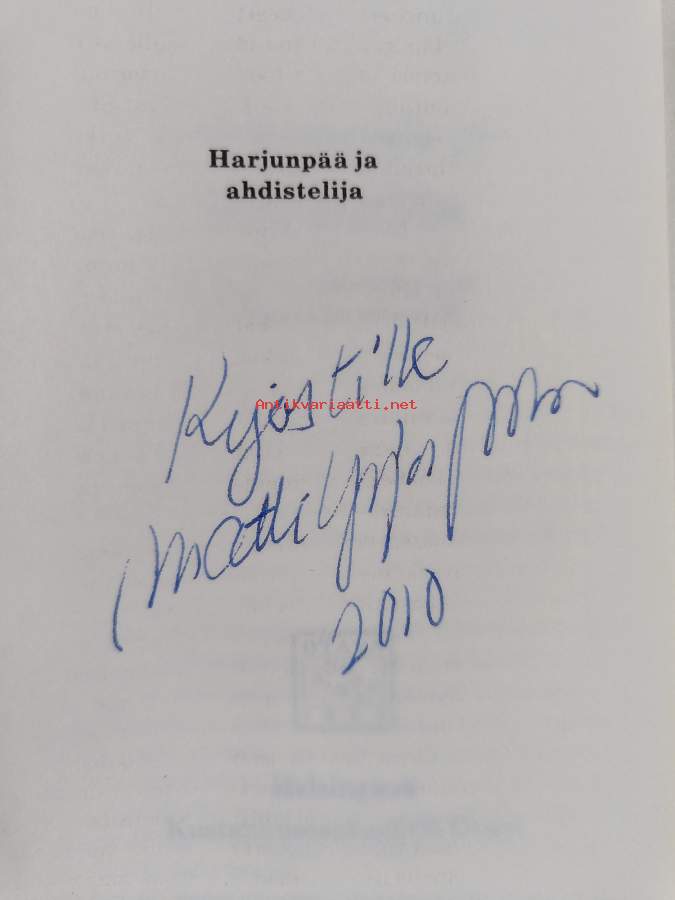 Harjunpää ja
ahdistelija
Kyöstille
Antikvariaatti.net
Matti Yrjänä Joensuu
2010